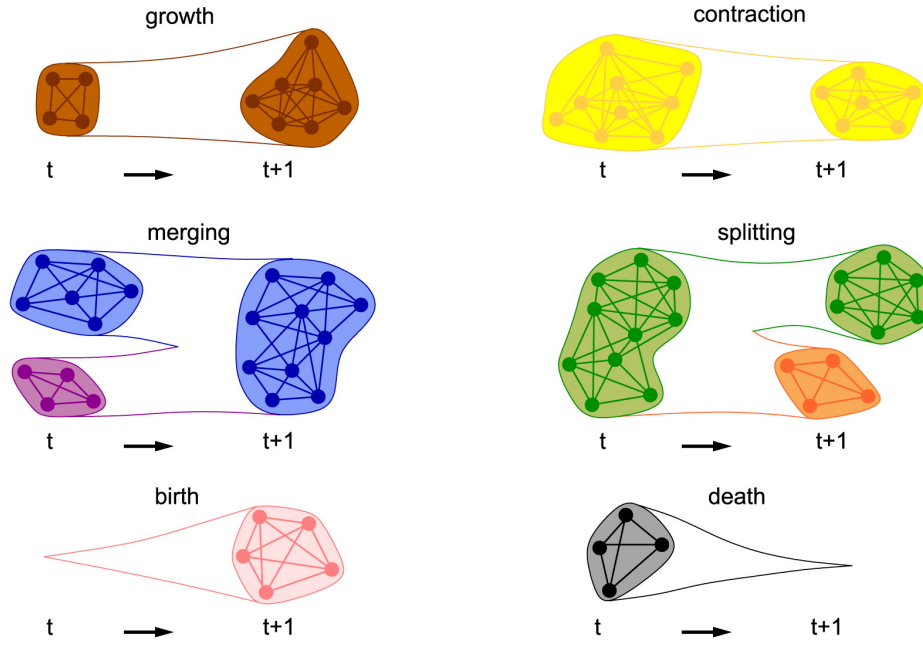 growth
contraction
t
t+1
t
t+1
merging
splitting
t
t+1
t
t+1
birth
death
t
t+1
t
t+1